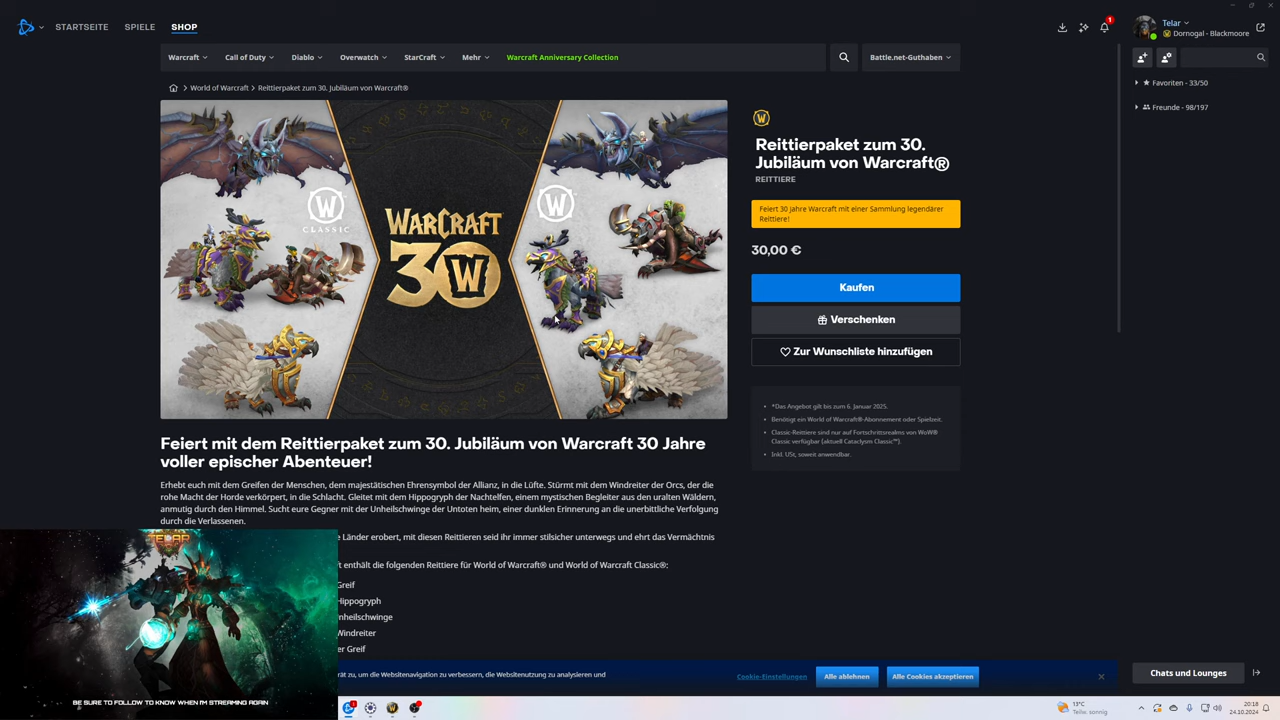 STARTSEITE SPIELE SHOP
1
Telar
Dornogal - Blackmoore
Warcraft Call of Duty Diablo Overwatch StarCraft Mehr Warcraft Anniversary Collection
Battle.net-Guthaben
Favoriten - 33/50
Freunde - 98/197
World of Warcraft Reittierpaket zum 30. Jubiläum von Warcraft®
W
CLASSIC
WARCRAFT
30
W
W
Reittierpaket zum 30.
Jubiläum von Warcraft®
REITTIERE
Feiert 30 Jahre Warcraft mit einer Sammlung legendärer
Reittiere!
30,00 €
Kaufen
Verschenken
Zur Wunschliste hinzufügen
*Das Angebot gilt bis zum 6. Januar 2025.
Benötigt ein World of Warcraft®-Abonnement oder Spielzeit.
Classic-Reittiere sind nur auf Fortschrittsrealms von WoW®
Classic verfügbar (aktuell Cataclysm Classic™).
Inkl. USt, soweit anwendbar.
Feiert mit dem Reittierpaket zum 30. Jubiläum von Warcraft 30 Jahre
voller epischer Abenteuer!
Erhebt euch mit dem Greifen der Menschen, dem majestätischen Ehrensymbol der Allianz, in die Lüfte. Stürmt mit dem Windreiter der Orcs, der die
rohe Macht der Horde verkörpert, in die Schlacht. Gleitet mit dem Hippogryph der Nachtelfen, einem mystischen Begleiter aus den uralten Wäldern,
anmutig durch den Himmel. Sucht eure Gegner mit der Unheilschwinge der Untoten heim, einer dunklen Erinnerung an die unerbittliche Verfolgung
durch die Verlassenen.
e Länder erobert, mit diesen Reittieren seid ihr immer stilsicher unterwegs und ehrt das Vermächtnis
ft enthält die folgenden Reittiere für World of Warcraft® und World of Warcraft Classic®:
Greif
Hippogryph
nheilschwinge
Windreiter
er Greif
TELAR
BE SURE TO FOLLOW TO KNOW WHEN I'M STREAMING AGAIN
rät zu, um die Websitenavigation zu verbessern, die Websitenutzung zu analysieren und
Cookie-Einstellungen Alle ablehnen Alle Cookies akzeptieren
Chats und Lounges
13°C
Teilw. sonnig
20:18
24.10.2024